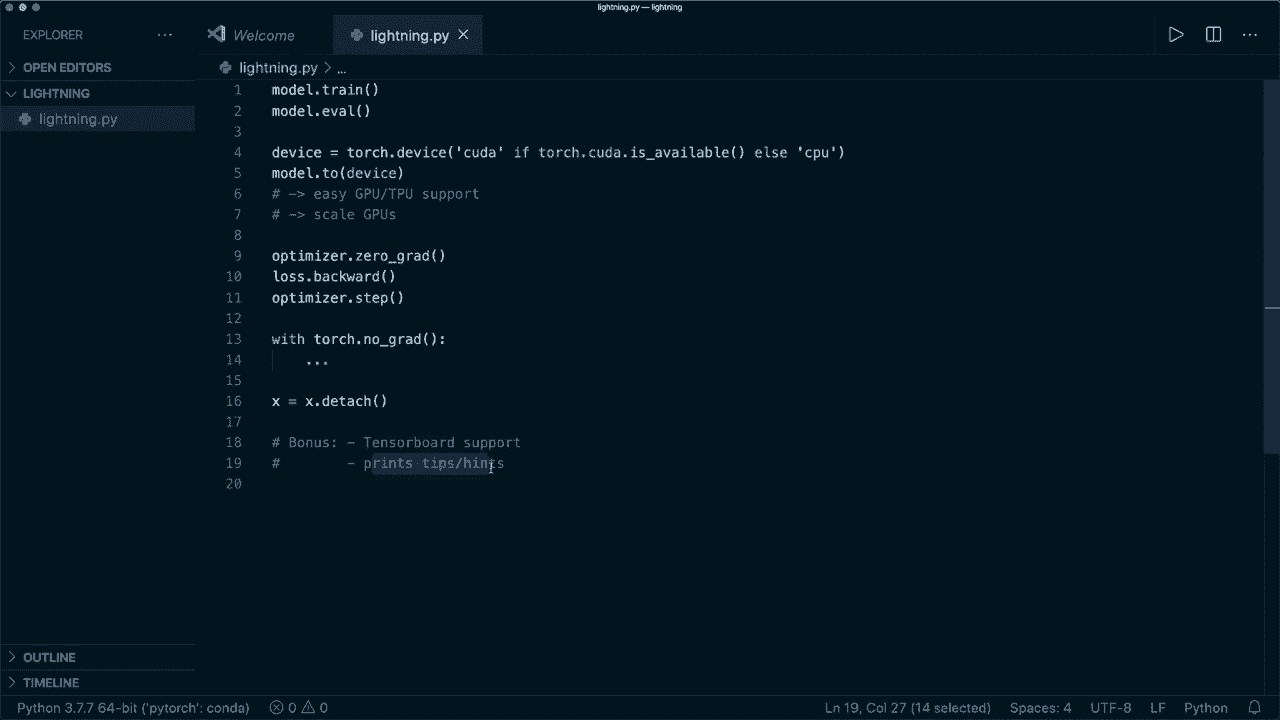 lightning.py — lightning
EXPLORER ...
Welcome
lightning.py
OPEN EDITORS
LIGHTNING
lightning.py
lightning.py > ...
1 model.train()
2 model.eval()
3
4 device = torch.device('cuda' if torch.cuda.is_available() else 'cpu')
5 model.to(device)
6 # -> easy GPU/TPU support
7 # -> scale GPUs
8
9 optimizer.zero_grad()
10 loss.backward()
11 optimizer.step()
12
13 with torch.no_grad():
14 ...
15
16 x = x.detach()
17
18 # Bonus: - Tensorboard support
19 # - prints tips/hints
20
OUTLINE
TIMELINE
Python 3.7.7 64-bit ('pytorch': conda) 0 0 Ln 19, Col 27 (14 selected) Spaces: 4 UTF-8 LF Python